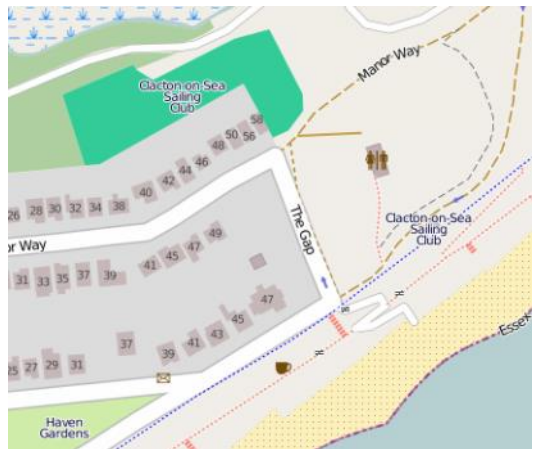 Manor Way
Clacton-on-Sea
Sailing
Club
58
50
56
48
46
44
42
40
38
34
32
30
28
26
The Gap
Clacton-on-Sea
Sailing
Club
or Way
49
47
45
41
39
37
35
33
31
47
45
43
41
39
37
31
29
27
25
Essex
Haven
Gardens